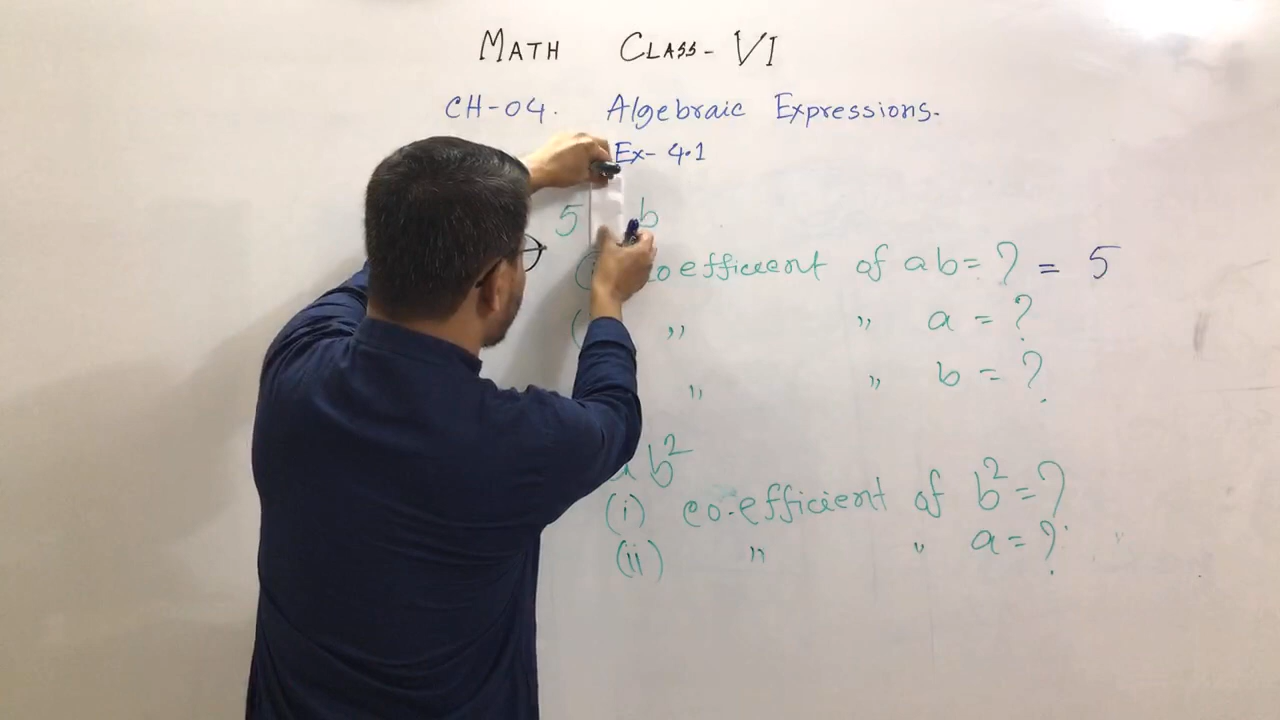 MATH CLASS- VI
CH-04. Algebraic Expressions.
Ex- 4.1
5 b
of ab = ? = 5
,, ,, a = ?
,, ,, b = ?
b²
(i) co-efficient of b² = ?
(ii) ,, ,, a = ?